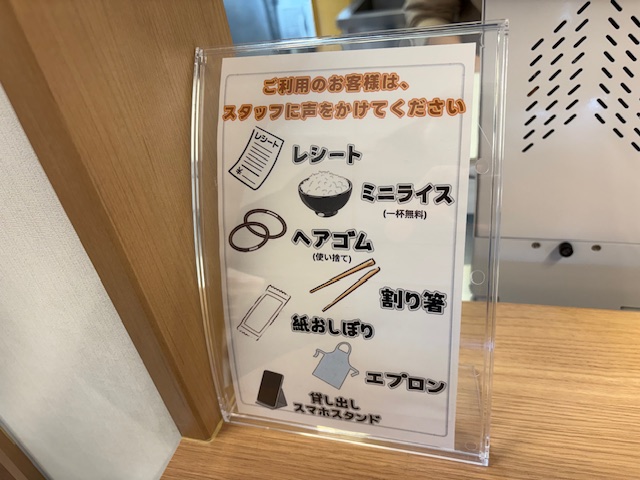 ご利用のお客様は、
スタッフに声をかけてください
レシート
レシート
ミニライス
(一杯無料)
ヘアゴム
(使い捨て)
割り箸
紙おしぼり
エプロン
貸し出し
スマホスタンド